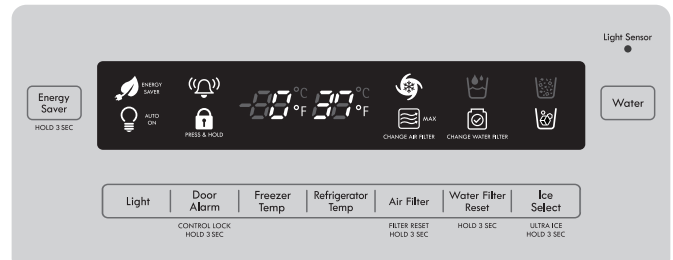 Light Sensor
Energy
Saver
HOLD 3 SEC
ENERGY
SAVER
AUTO
ON
PRESS & HOLD
0
°C
°F
37
°C
°F
MAX
CHANGE AIR FILTER
CHANGE WATER FILTER
Water
Light
Door
Alarm
CONTROL LOCK
HOLD 3 SEC
Freezer
Temp
Refrigerator
Temp
Air Filter
FILTER RESET
HOLD 3 SEC
Water Filter
Reset
HOLD 3 SEC
Ice
Select
ULTRA ICE
HOLD 3 SEC